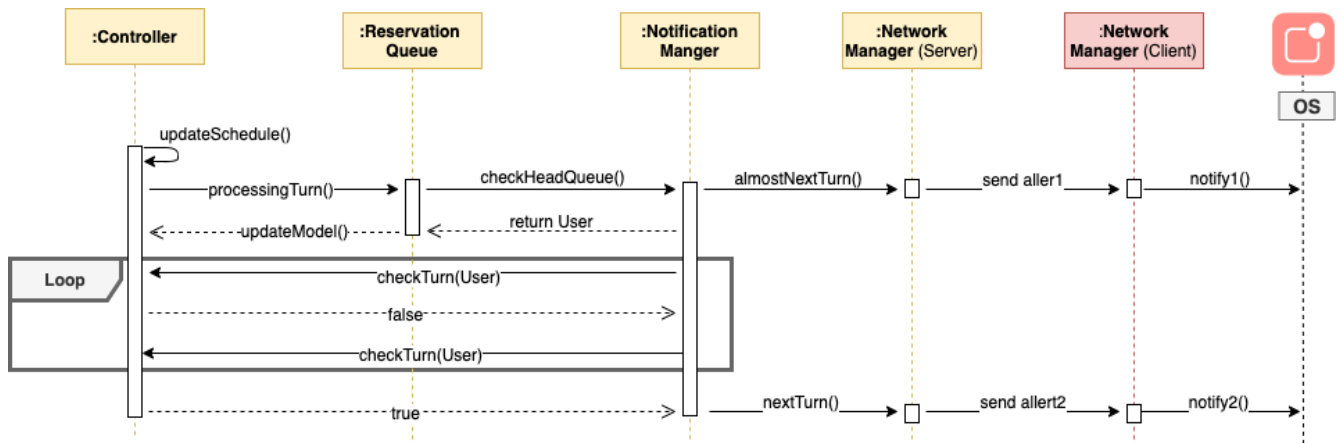 :Controller
:Reservation
Queue
:Notification
Manger
:Network
Manager (Server)
:Network
Manager (Client)
OS
updateSchedule()
processingTurn()
checkHeadQueue()
almostNextTurn()
send aller1
notify1()
updateModel()
return User
Loop
checkTurn(User)
false
checkTurn(User)
true
nextTurn()
send allert2
notify2()